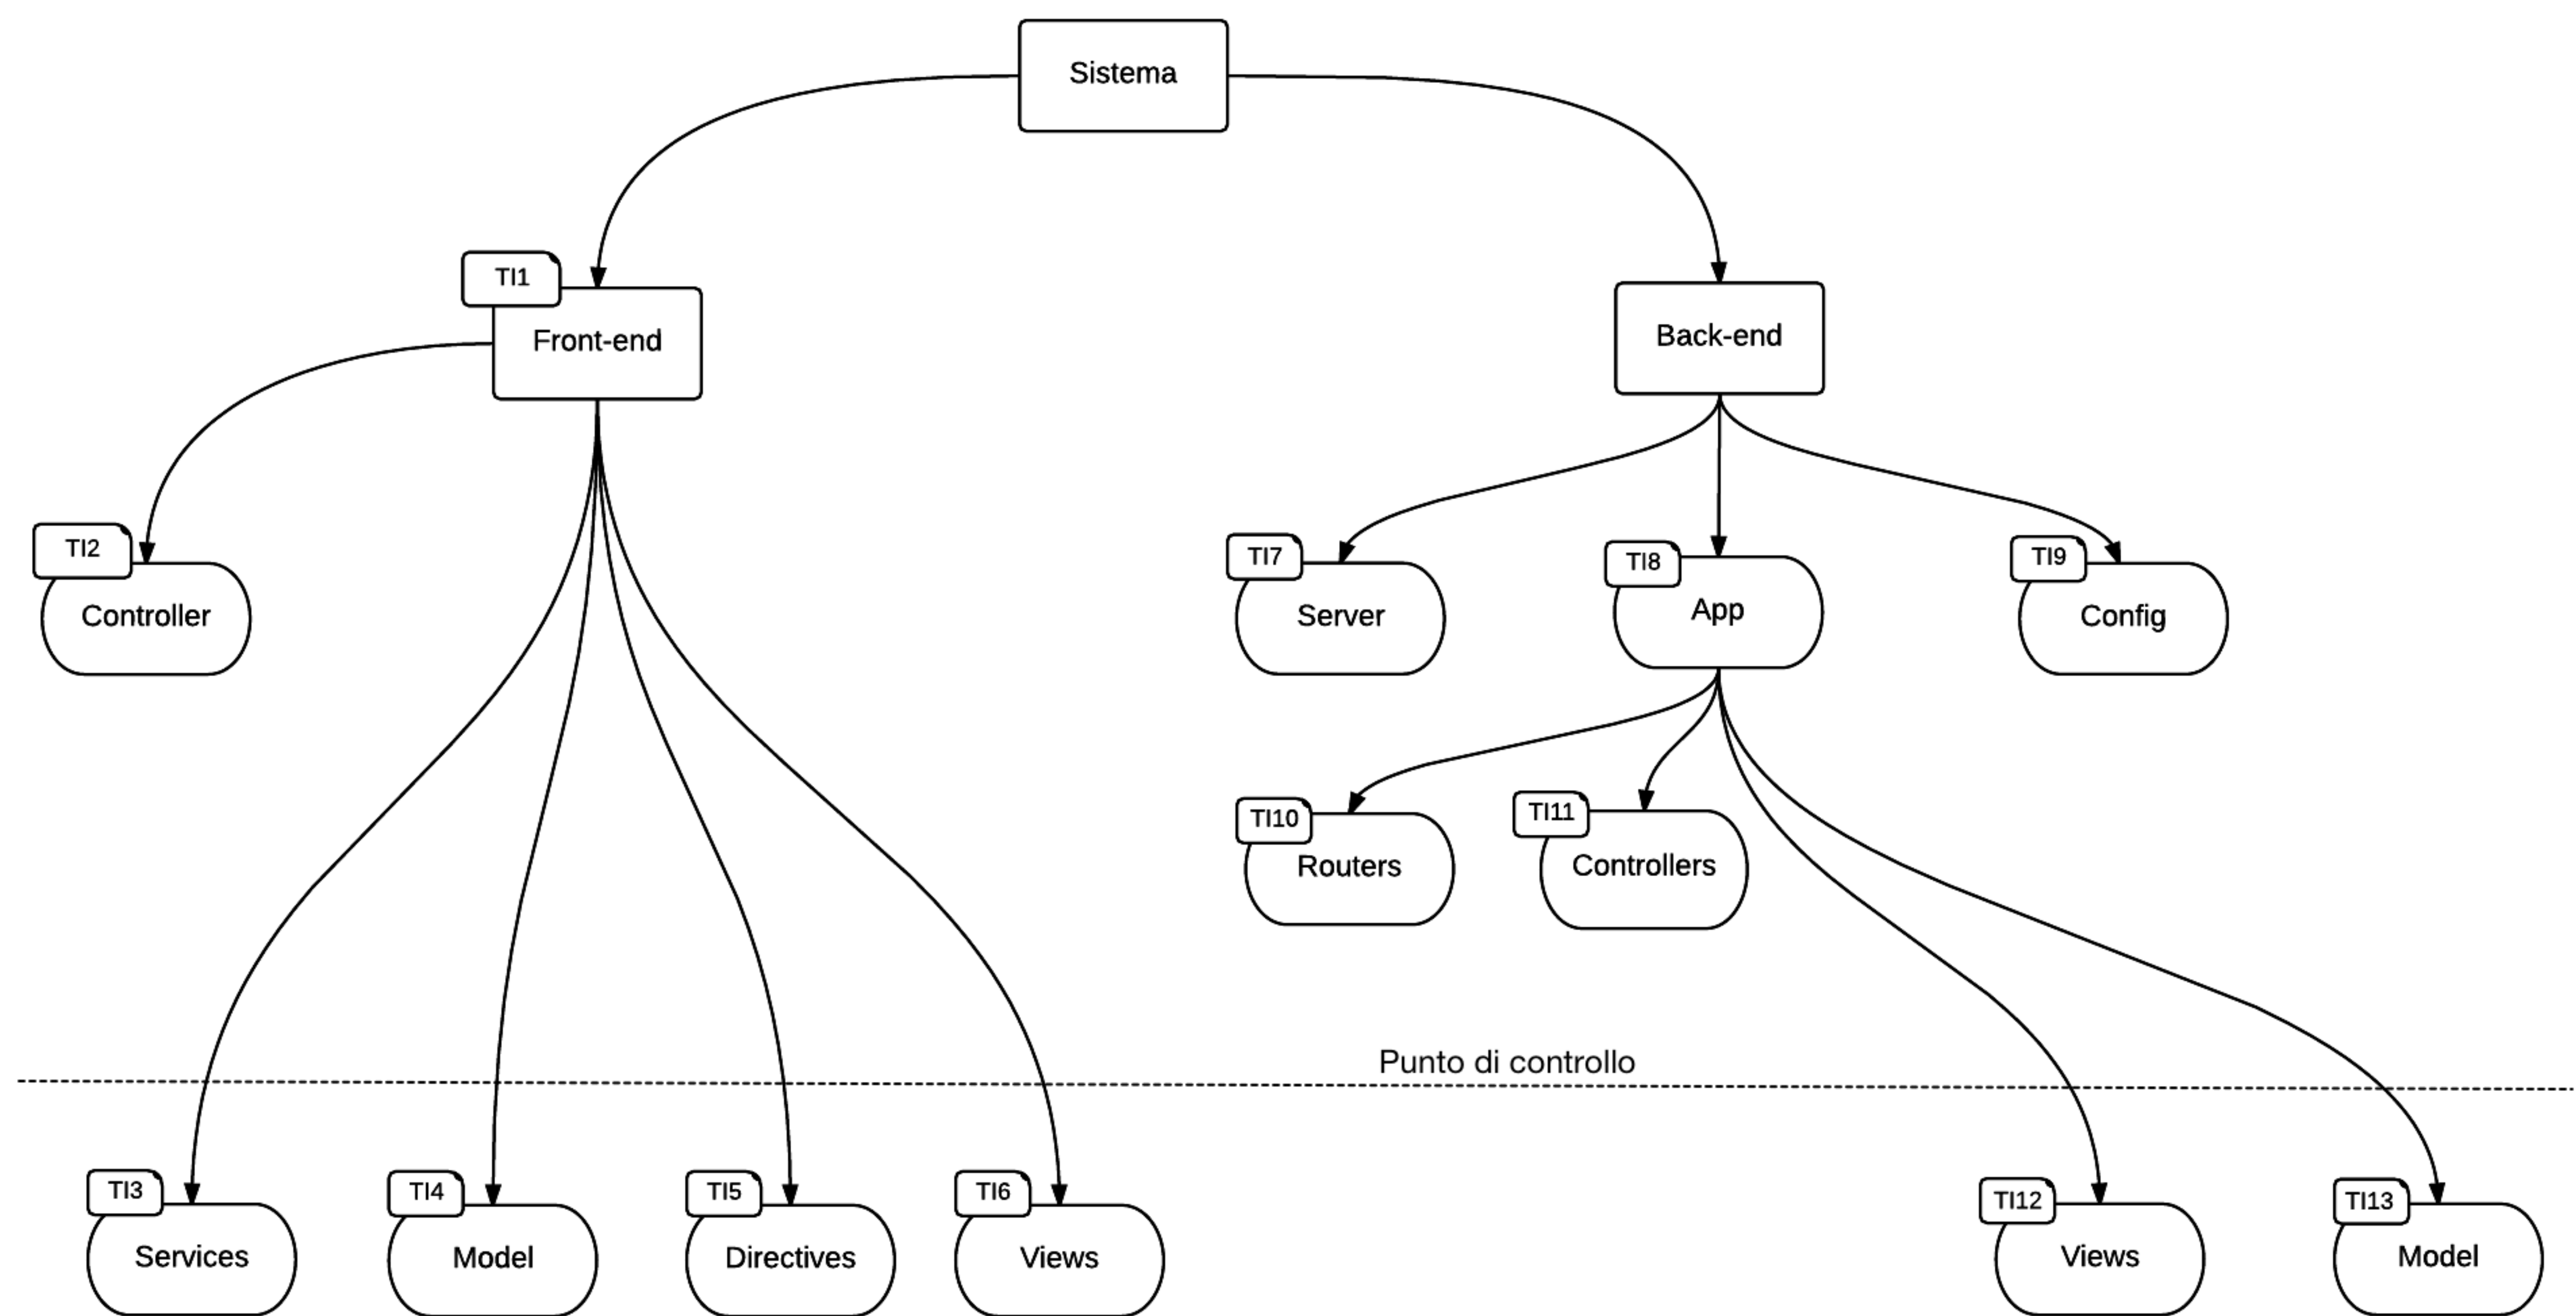 Sistema
TI1
Front-end
Back-end
TI2
Controller
TI7
Server
TI8
App
TI9
Config
TI10
Routers
TI11
Controllers
Punto di controllo
TI3
Services
TI4
Model
TI5
Directives
TI6
Views
TI12
Views
TI13
Model